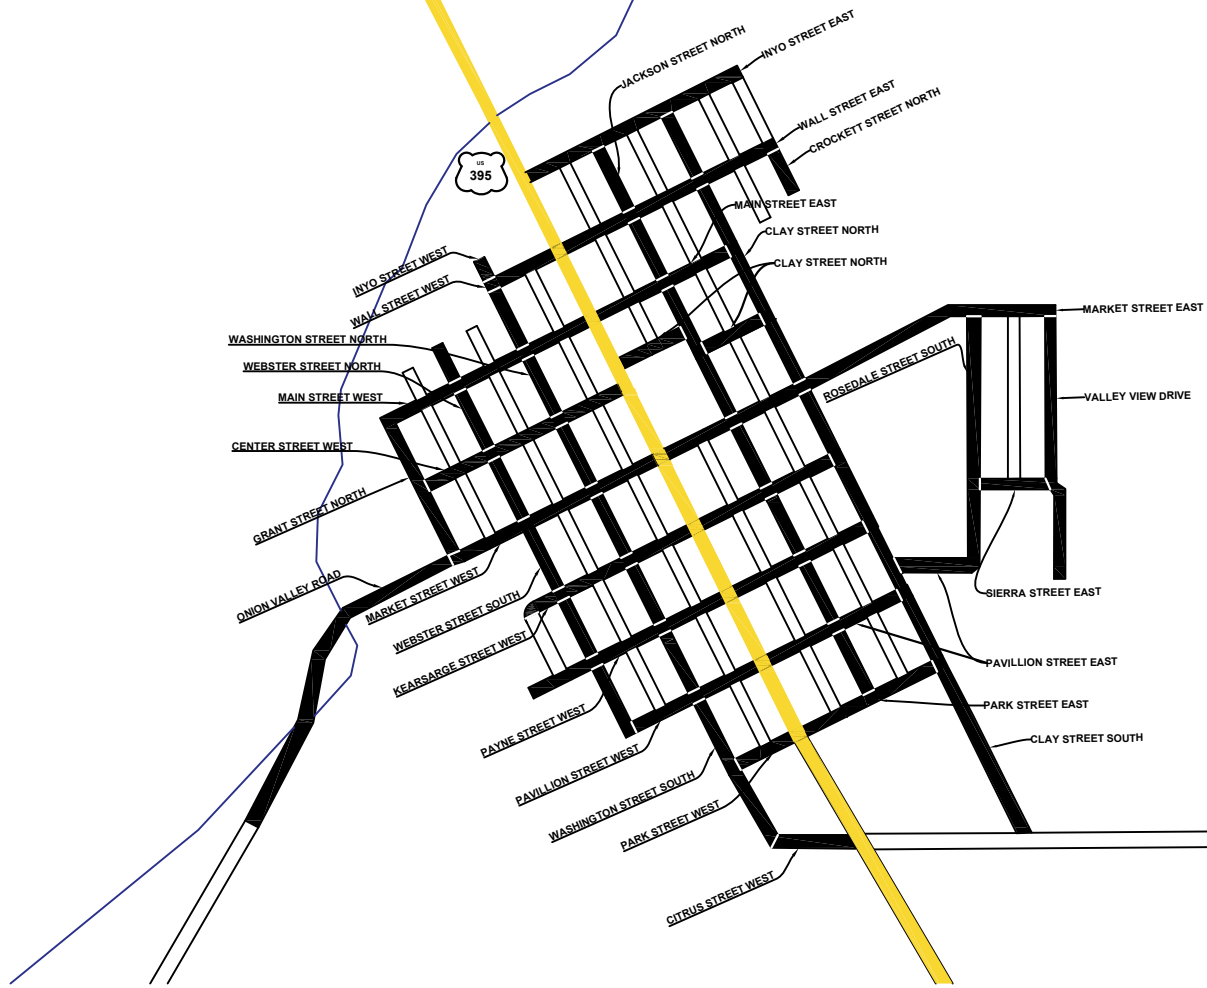 INYO STREET EAST
JACKSON STREET NORTH
WALL STREET EAST
CROCKETT STREET NORTH
US
395
MAIN STREET EAST
CLAY STREET NORTH
INYO STREET WEST
CLAY STREET NORTH
WALL STREET WEST
MARKET STREET EAST
WASHINGTON STREET NORTH
WEBSTER STREET NORTH
ROSEDALE STREET SOUTH
MAIN STREET WEST
VALLEY VIEW DRIVE
CENTER STREET WEST
GRANT STREET NORTH
ONION VALLEY ROAD
MARKET STREET WEST
SIERRA STREET EAST
WEBSTER STREET SOUTH
KEARSARGE STREET WEST
PAVILLION STREET EAST
PARK STREET EAST
PAYNE STREET WEST
CLAY STREET SOUTH
PAVILLION STREET WEST
WASHINGTON STREET SOUTH
PARK STREET WEST
CITRUS STREET WEST